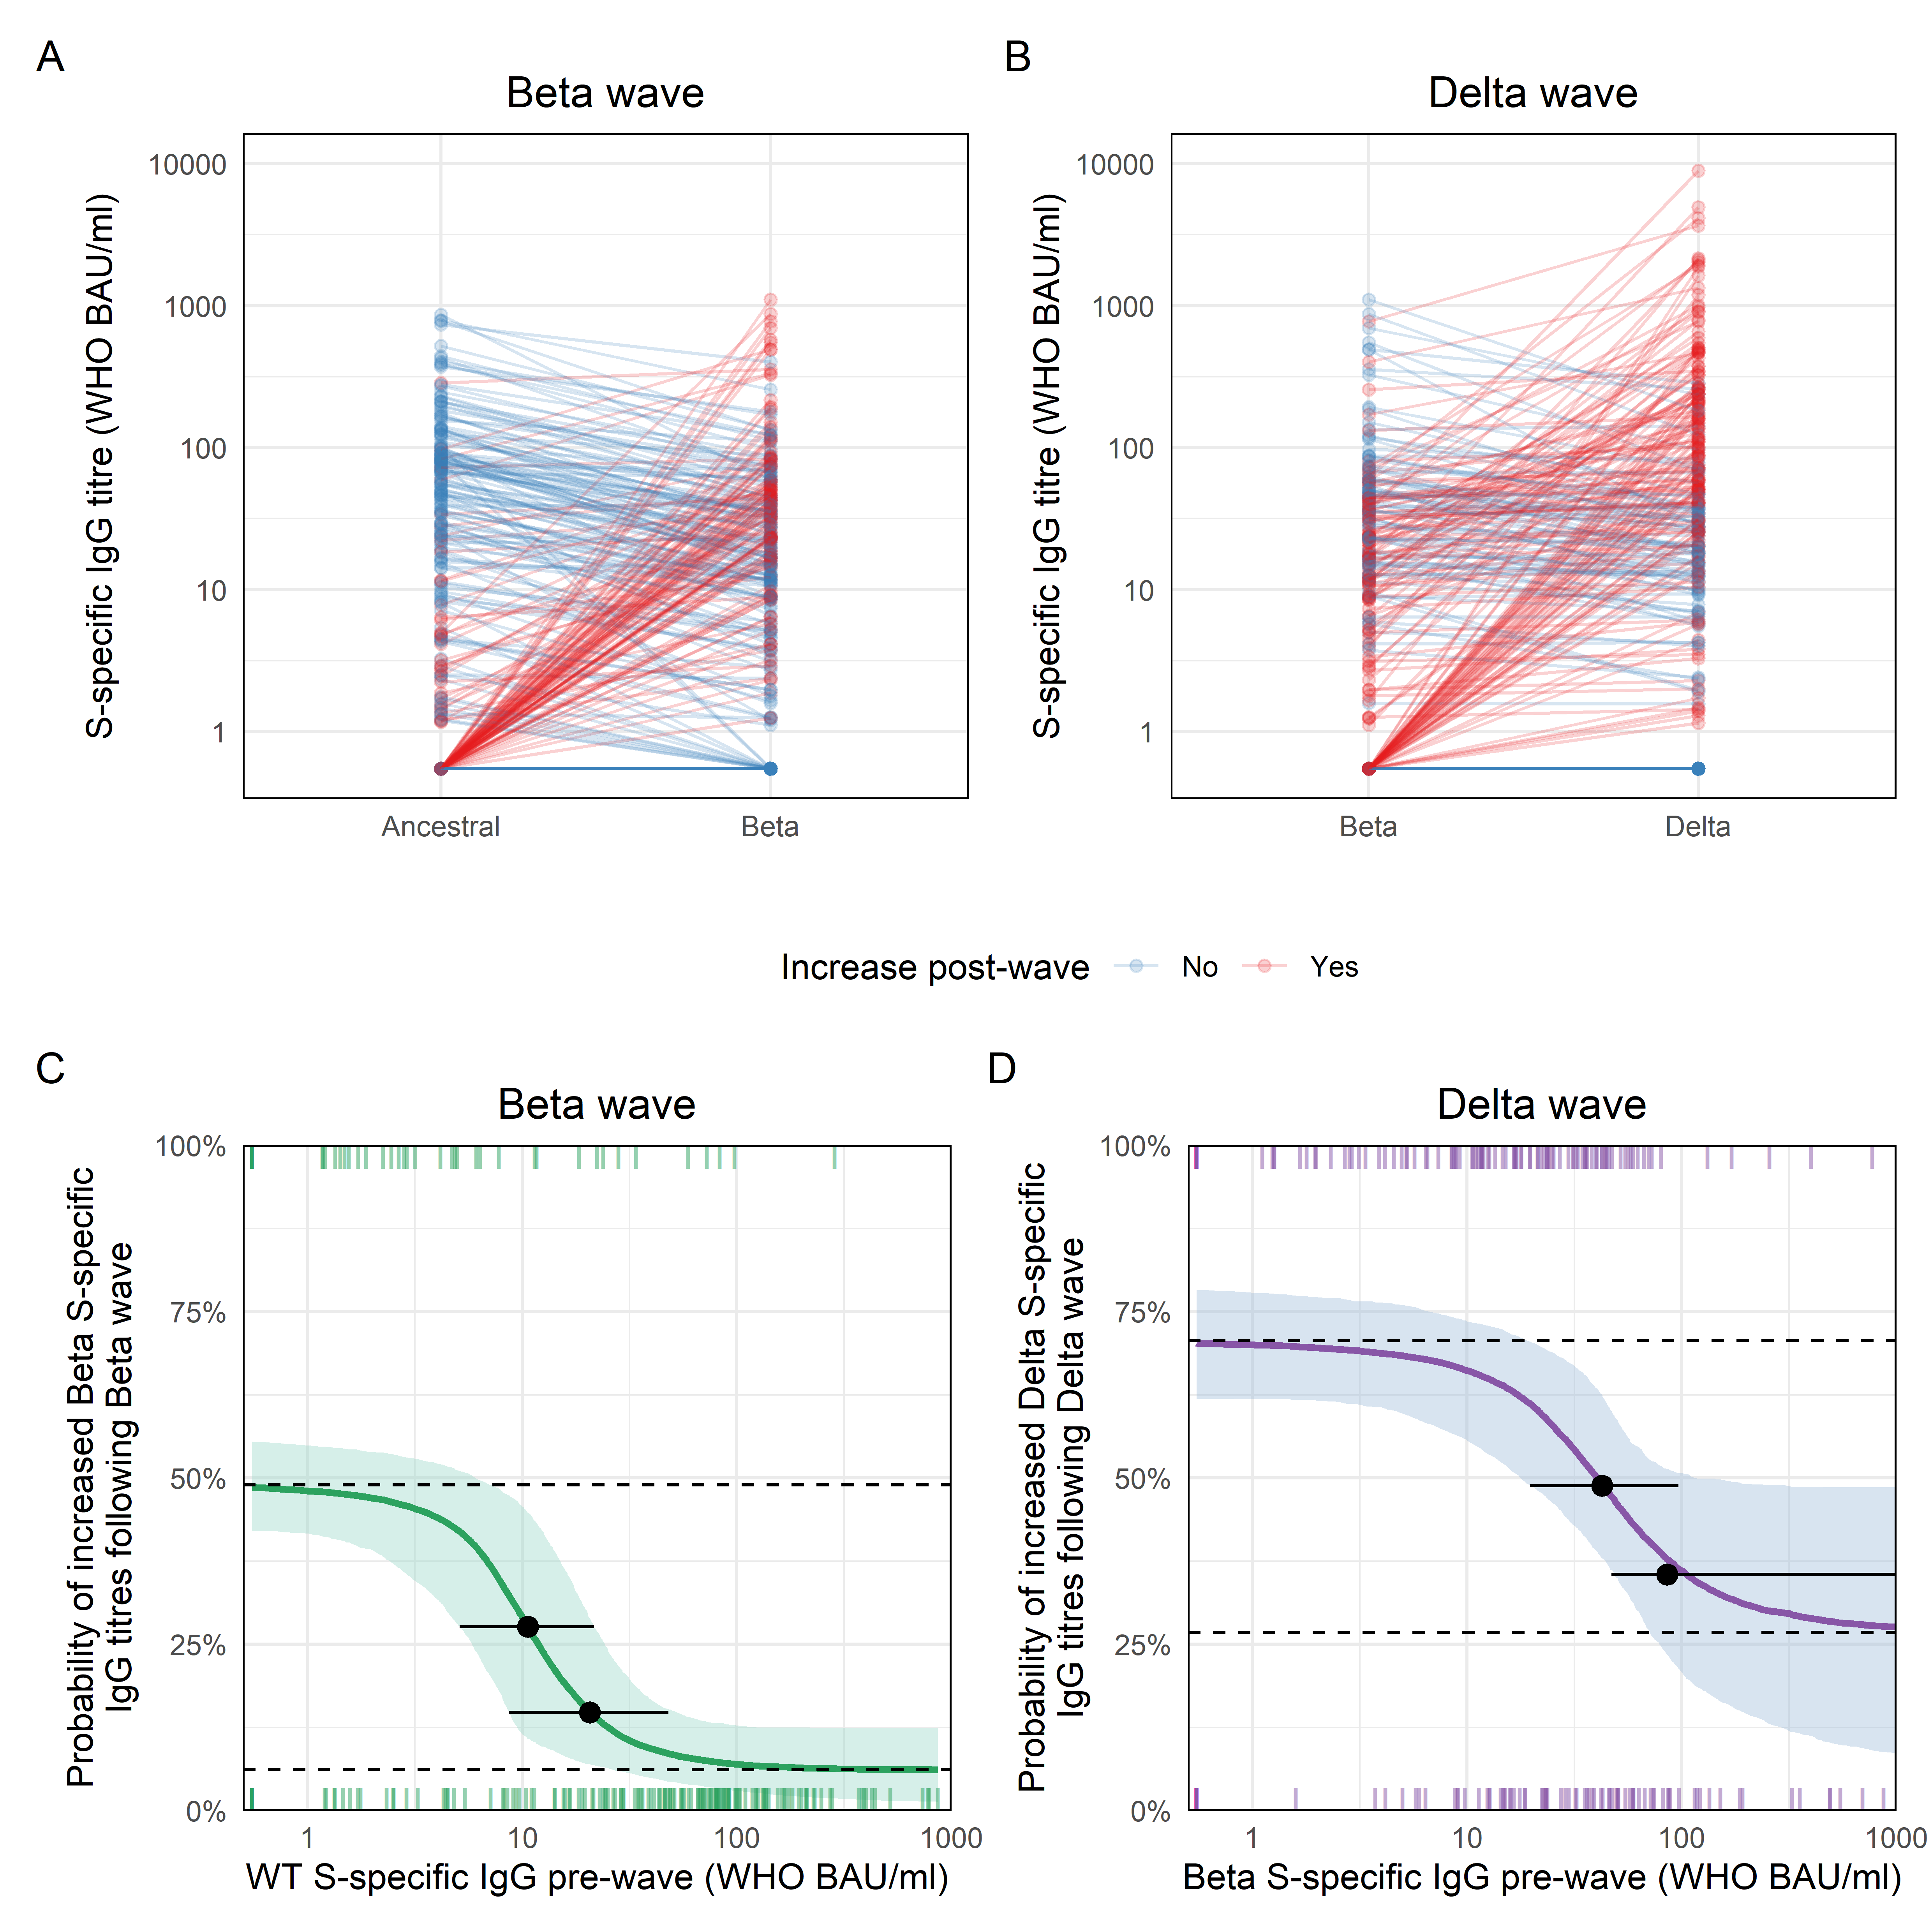 A
B
Beta wave
Delta wave
S-specific IgG titre (WHO BAU/ml)
10000
1000
100
10
1
Ancestral
Beta
S-specific IgG titre (WHO BAU/ml)
10000
1000
100
10
1
Beta
Delta
Increase post-wave
No
Yes
C
D
Beta wave
Delta wave
Probability of increased Beta S-specific
IgG titres following Beta wave
100%
75%
50%
25%
0%
1
10
100
1000
WT S-specific IgG pre-wave (WHO BAU/ml)
Probability of increased Delta S-specific
IgG titres following Delta wave
100%
75%
50%
25%
0%
1
10
100
1000
Beta S-specific IgG pre-wave (WHO BAU/ml)